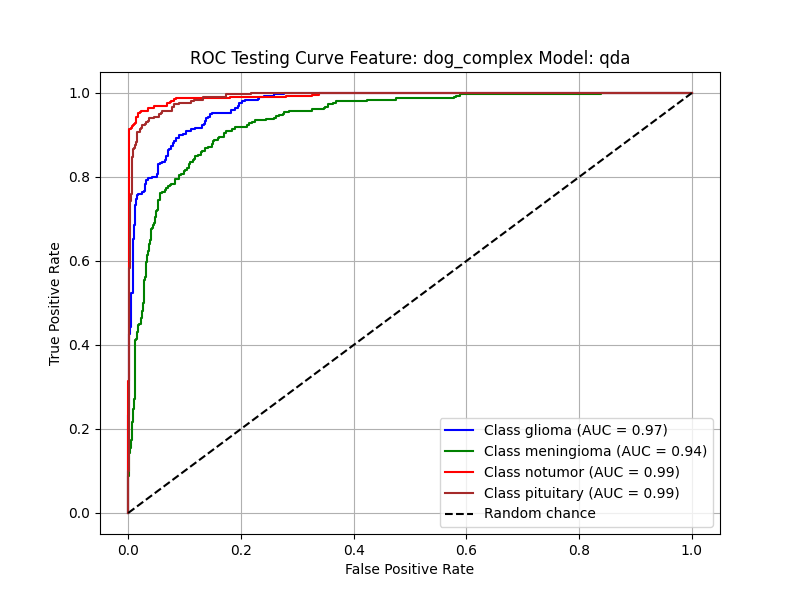 ROC Testing Curve Feature: dog_complex Model: qda
True Positive Rate
1.0
0.8
0.6
0.4
0.2
0.0
Class glioma (AUC = 0.97)
Class meningioma (AUC = 0.94)
Class notumor (AUC = 0.99)
Class pituitary (AUC = 0.99)
Random chance
0.0 0.2 0.4 0.6 0.8 1.0
False Positive Rate